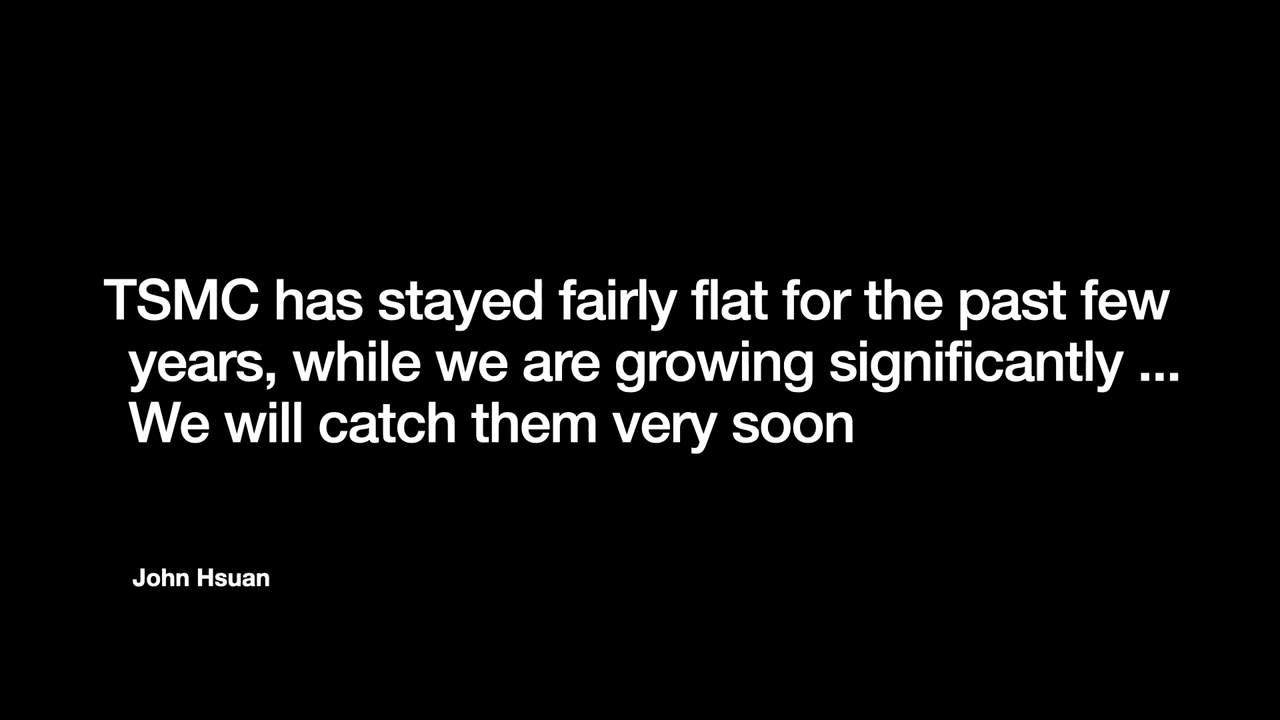 TSMC has stayed fairly flat for the past few
years, while we are growing significantly ...
We will catch them very soon
John Hsuan